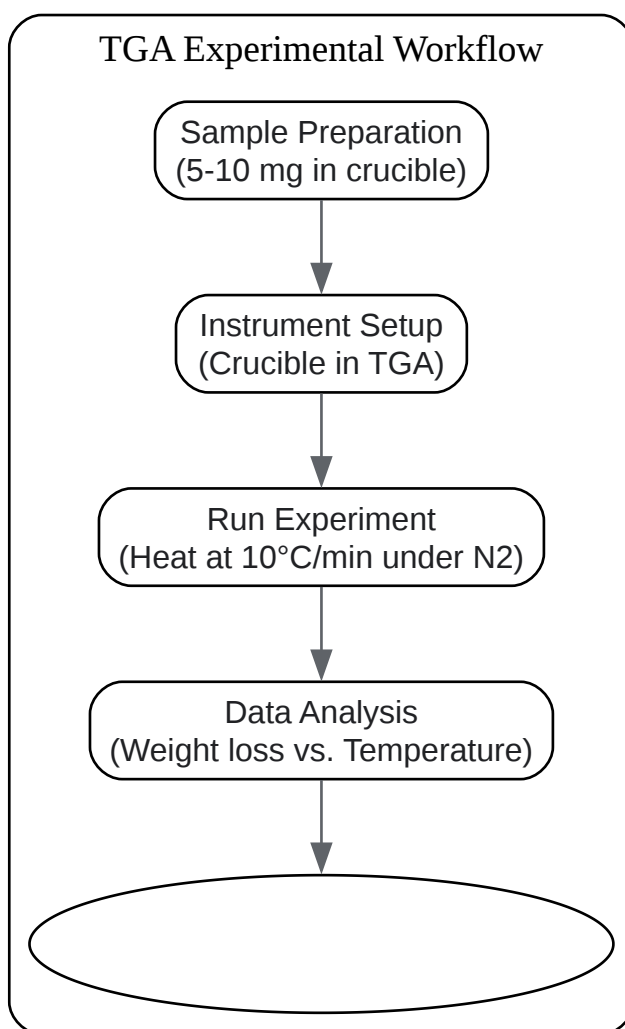 TGA Experimental Workflow
Sample Preparation
(5-10 mg in crucible)
Instrument Setup
(Crucible in TGA)
Run Experiment
(Heat at 10°C/min under N2)
Data Analysis
(Weight loss vs. Temperature)